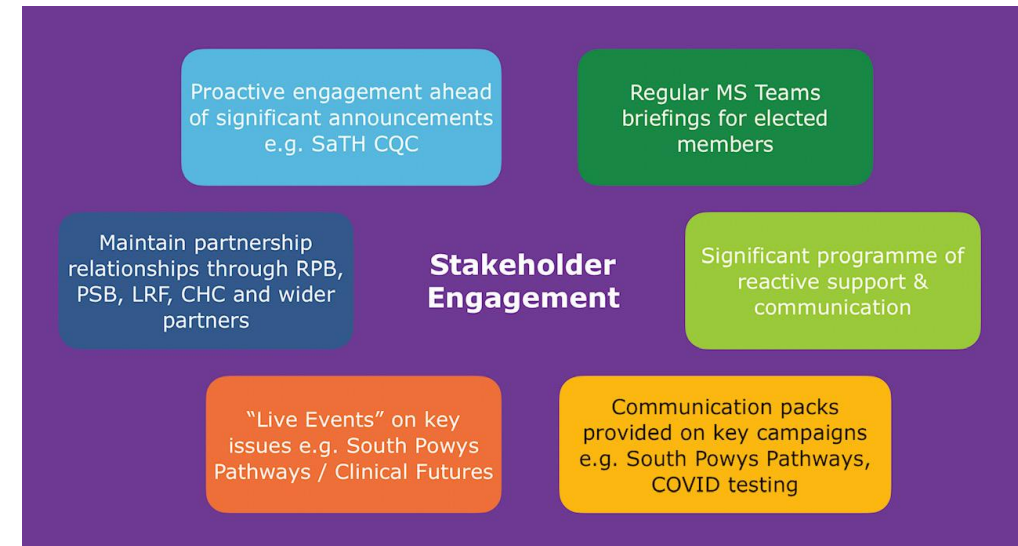 Proactive engagement ahead
of significant announcements
e.g. SaTH CQC
Regular MS Teams
briefings for elected
members
Maintain partnership
relationships through RPB,
PSB, LRF, CHC and wider
partners
Stakeholder
Engagement
Significant programme of
reactive support &
communication
“Live Events” on key
issues e.g. South Powys
Pathways / Clinical Futures
Communication packs
provided on key campaigns
e.g. South Powys Pathways,
COVID testing